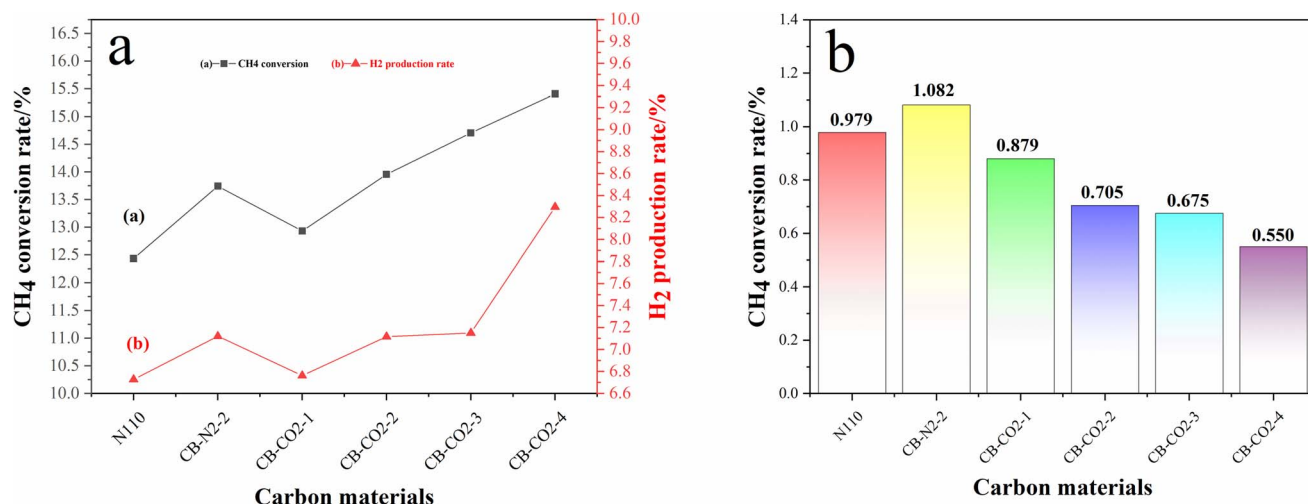 a
(a) CH4 conversion (b) H2 production rate
CH4 conversion rate/%
16.5
16.0
15.5
15.0
14.5
14.0
13.5
13.0
12.5
12.0
11.5
11.0
10.5
10.0
(a)
(b)
10.0
9.8
9.6
9.4
9.2
9.0
8.8
8.6
8.4
8.2
8.0
7.8
7.6
7.4
7.2
7.0
6.8
6.6
H2 production rate/%
N110
CB-N2-2
CB-CO2-1
CB-CO2-2
CB-CO2-3
CB-CO2-4
Carbon materials
b
CH4 conversion rate/%
1.4
1.2
1.0
0.8
0.6
0.4
0.2
0.0
0.979
1.082
0.879
0.705
0.675
0.550
N110
CB-N2-2
CB-CO2-1
CB-CO2-2
CB-CO2-3
CB-CO2-4
Carbon materials